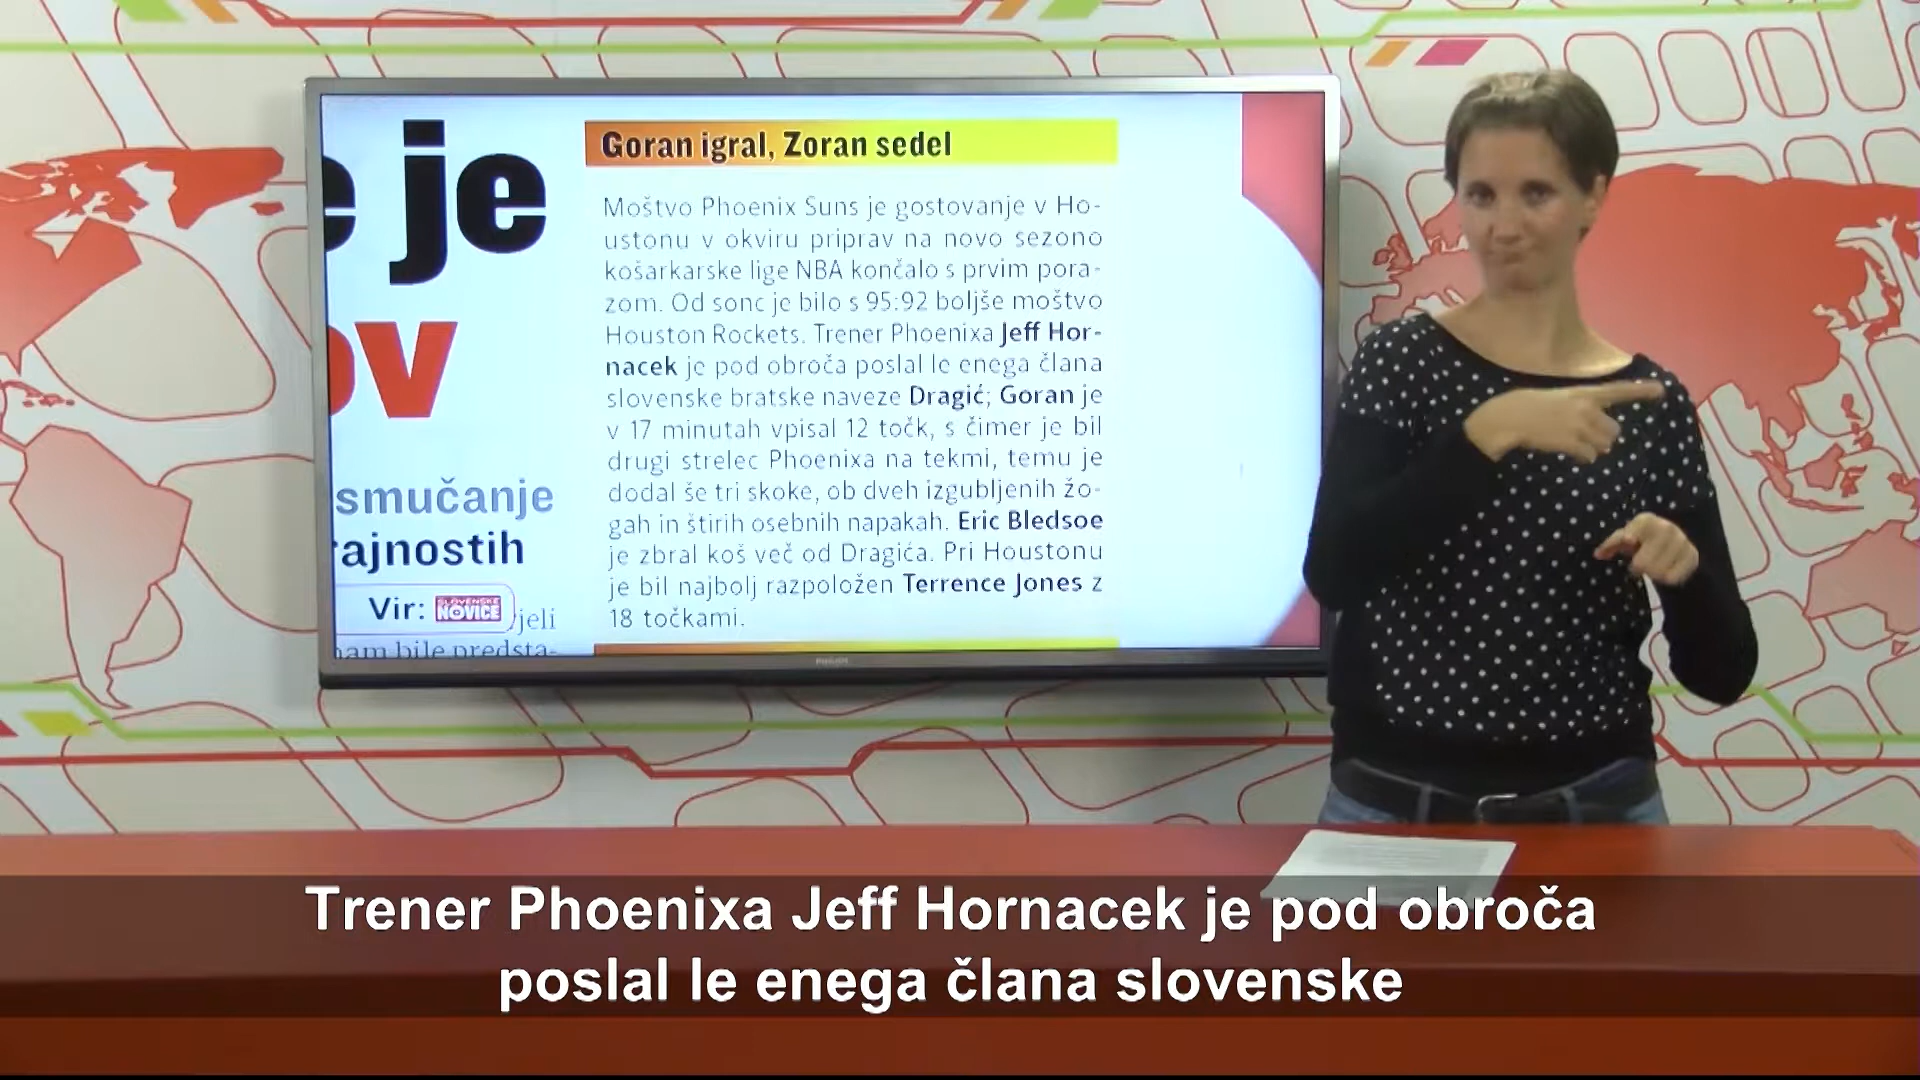 e je
ov
smučanje
rajnostih
Vir: SLOVENSKE NOVICE
jeli
nam bile predsta-
Goran igral, Zoran sedel
Moštvo Phoenix Suns je gostovanje v Ho-
ustonu v okviru priprav na novo sezono
košarkarske lige NBA končalo s prvim pora-
zom. Od sonc je bilo s 95:92 boljše moštvo
Houston Rockets. Trener Phoenixa Jeff Hor-
nacek je pod obroča poslal le enega člana
slovenske bratske naveze Dragić; Goran je
v 17 minutah vpisal 12 točk, s čimer je bil
drugi strelec Phoenixa na tekmi, temu je
dodal še tri skoke, ob dveh izgubljenih žo-
gah in štirih osebnih napakah. Eric Bledsoe
je zbral koš več od Dragića. Pri Houstonu
je bil najbolj razpoložen Terrence Jones z
18 točkami.
PHILIPS
Trener Phoenixa Jeff Hornacek je pod obroča
poslal le enega člana slovenske